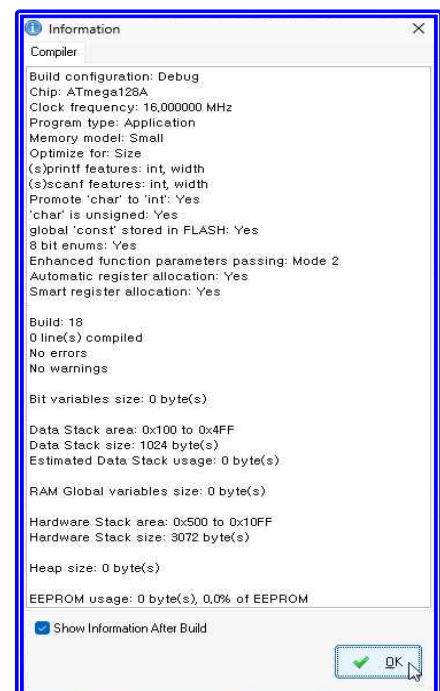 Information
Compiler
Build configuration: Debug
Chip: ATmega128A
Clock frequency: 16,000000 MHz
Program type: Application
Memory model: Small
Optimize for: Size
(s)printf features: int, width
(s)scanf features: int, width
Promote 'char' to 'int': Yes
'char' is unsigned: Yes
global 'const' stored in FLASH: Yes
8 bit enums: Yes
Enhanced function parameters passing: Mode 2
Automatic register allocation: Yes
Smart register allocation: Yes
Build: 18
0 line(s) compiled
No errors
No warnings
Bit variables size: 0 byte(s)
Data Stack area: 0x100 to 0x4FF
Data Stack size: 1024 byte(s)
Estimated Data Stack usage: 0 byte(s)
RAM Global variables size: 0 byte(s)
Hardware Stack area: 0x500 to 0x10FF
Hardware Stack size: 3072 byte(s)
Heap size: 0 byte(s)
EEPROM usage: 0 byte(s), 0,0% of EEPROM
Show Information After Build
OK